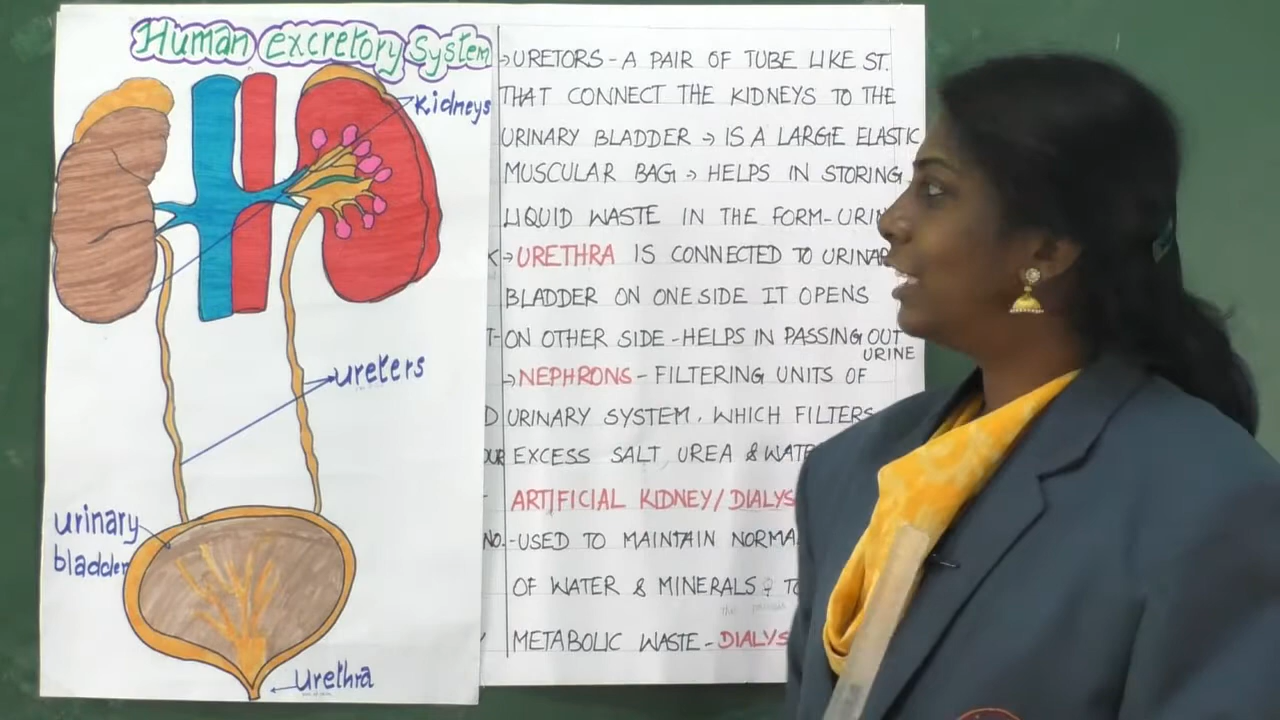 Human excretory System
Kidneys
ureters
urinary
bladder
Urethra
→URETORS - A PAIR OF TUBE LIKE ST.
THAT CONNECT THE KIDNEYS TO THE
URINARY BLADDER → IS A LARGE ELASTIC
MUSCULAR BAG → HELPS IN STORING
LIQUID WASTE IN THE FORM-URIN
→URETHRA IS CONNECTED TO URINAR
BLADDER ON ONE SIDE IT OPENS
ON OTHER SIDE - HELPS IN PASSING OUT
URINE
→NEPHRONS - FILTERING UNITS OF
URINARY SYSTEM. WHICH FILTERS
EXCESS SALT UREA & WATE
ARTIFICIAL KIDNEY/DIALYS
NO. -USED TO MAINTAIN NORMA
OF WATER & MINERALS TO
METABOLIC WASTE - DIALYS